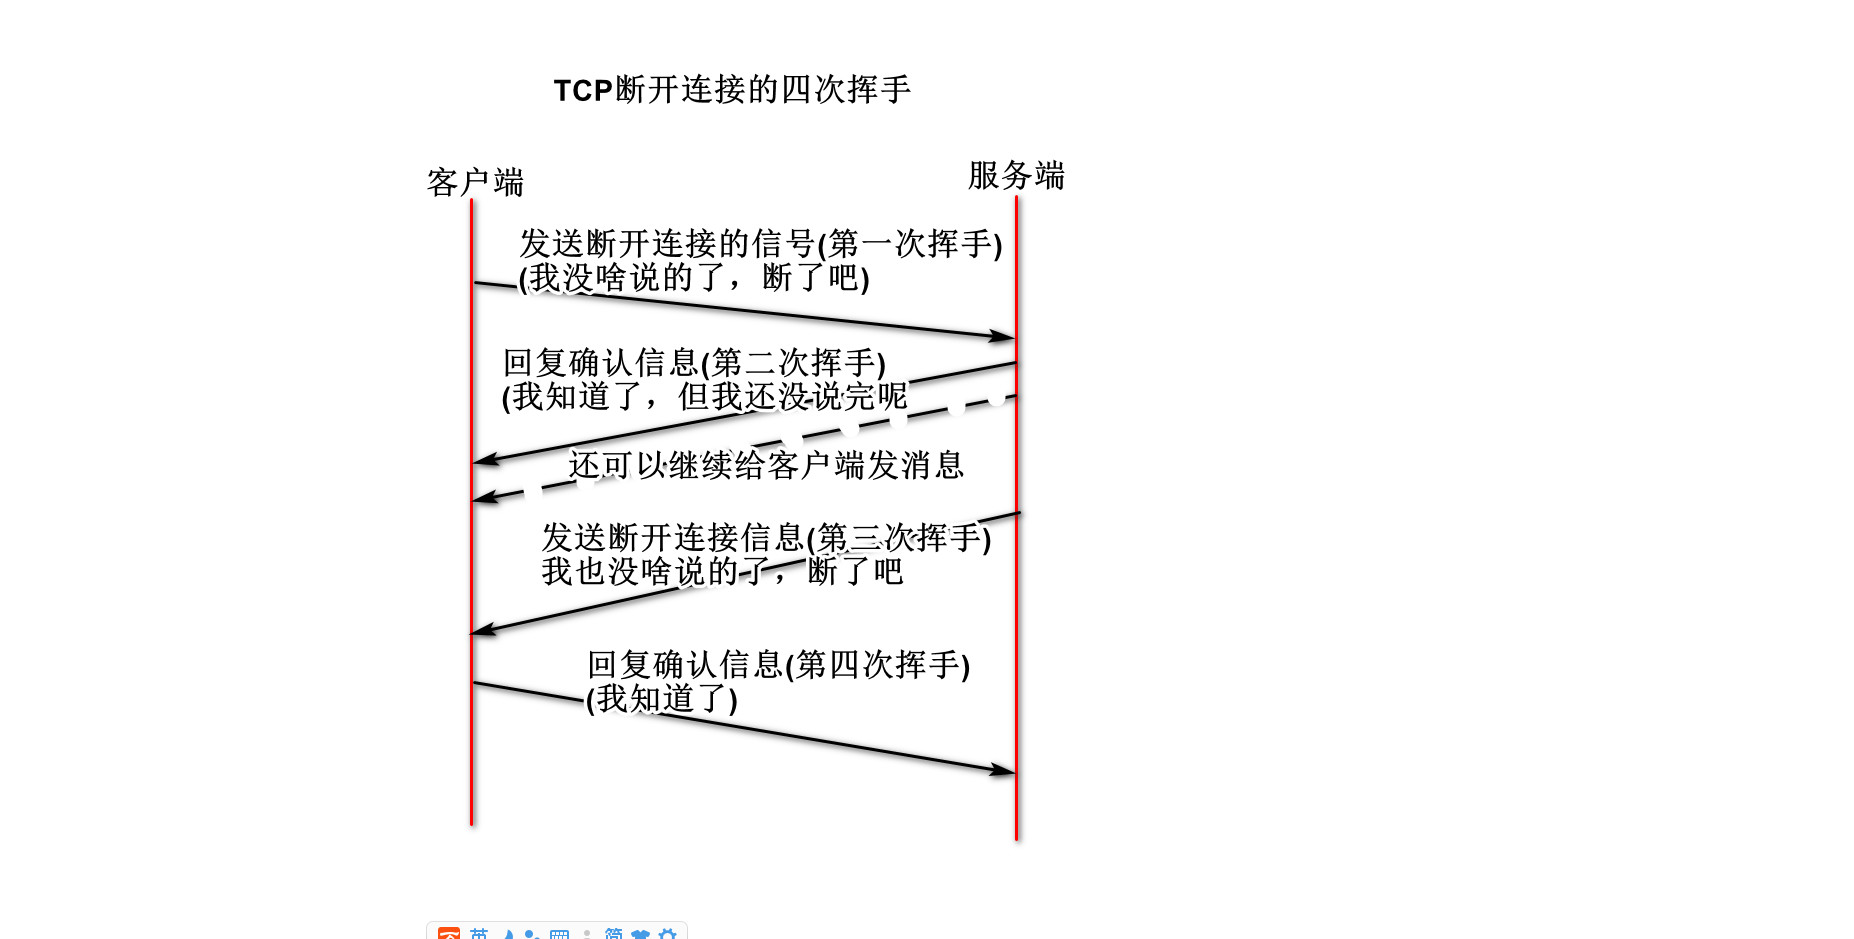 TCP断开连接的四次挥手
客户端
服务端
发送断开连接的信号(第一次挥手)
(我没啥说的了，断了吧)
回复确认信息(第二次挥手)
(我知道了，但我还没说完呢
还可以继续给客户端发消息
发送断开连接信息(第三次挥手)
我也没啥说的了，断了吧
回复确认信息(第四次挥手)
(我知道了)
英
简